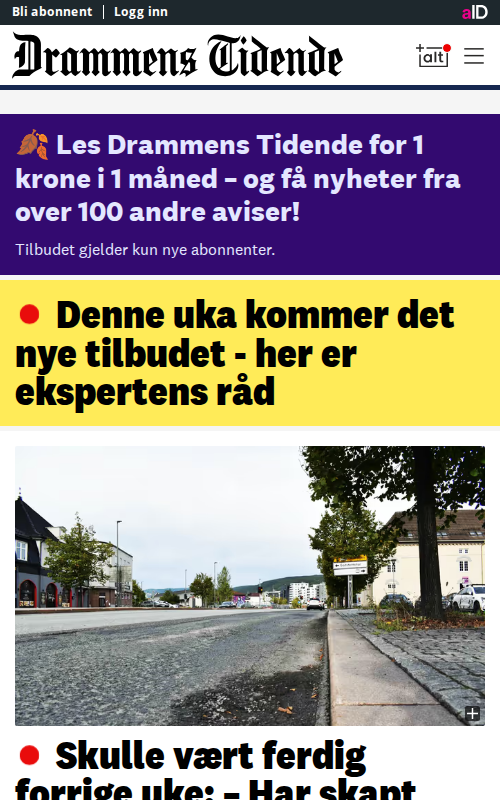 Bli abonnent | Logg inn
aID
Drammens Tidende
+alt
Les Drammens Tidende for 1
krone i 1 måned – og få nyheter fra
over 100 andre aviser!
Tilbudet gjelder kun nye abonnenter.
Denne uka kommer det
nye tilbudet - her er
ekspertens råd
Skulle vært ferdig
forrige uke: – Har skapt